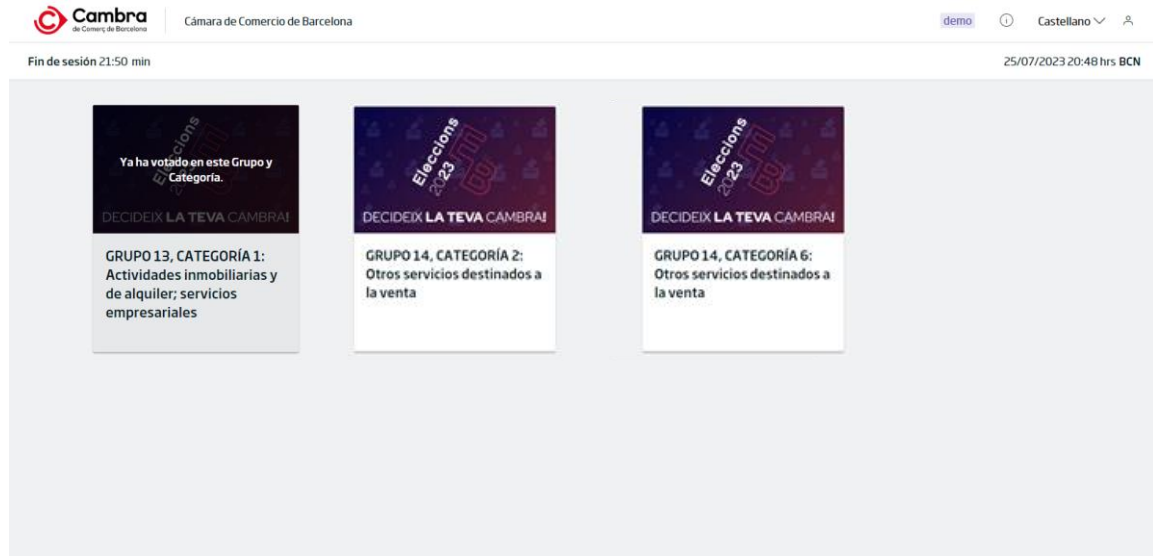 Cambra
de Comerç de Barcelona
Cámara de Comercio de Barcelona
demo
Castellano
Fin de sesión 21:50 min
25/07/2023 20:48 hrs BCN
Ya ha votado en este Grupo y
Categoría.
DECIDEIX LA TEVA CAMBRA!
GRUPO 13, CATEGORÍA 1:
Actividades inmobiliarias y
de alquiler; servicios
empresariales
Eleccions
2023
DECIDEIX LA TEVA CAMBRA!
GRUPO 14, CATEGORÍA 2:
Otros servicios destinados a
la venta
Eleccions
2023
DECIDEIX LA TEVA CAMBRA!
GRUPO 14, CATEGORÍA 6:
Otros servicios destinados a
la venta